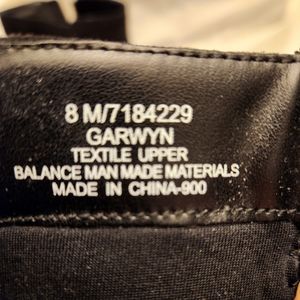 8 M/7184229
GARWYN
TEXTILE UPPER
BALANCE MAN MADE MATERIALS
MADE IN CHINA-900